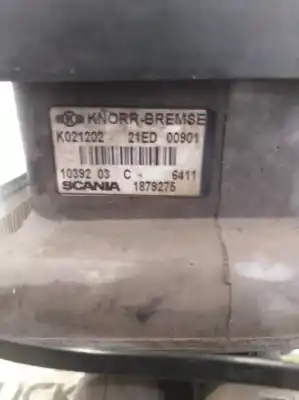 KNORR-BREMSE
K021202 21ED 00901
10392 03 C 6411
SCANIA 1879275